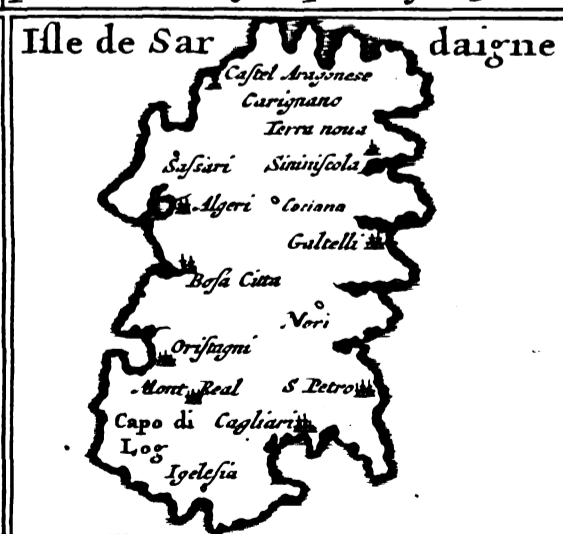 Iſle de Sar daigne
Caſtel Aragonese
Carignano
Terra noua
Saſsari Sininiſcola
Algeri Cociana
Galtelli
Boſa Citta
Nori
Oriſtagni
Mont Real S Petro
Capo di Cagliari
Log
Igeleſia